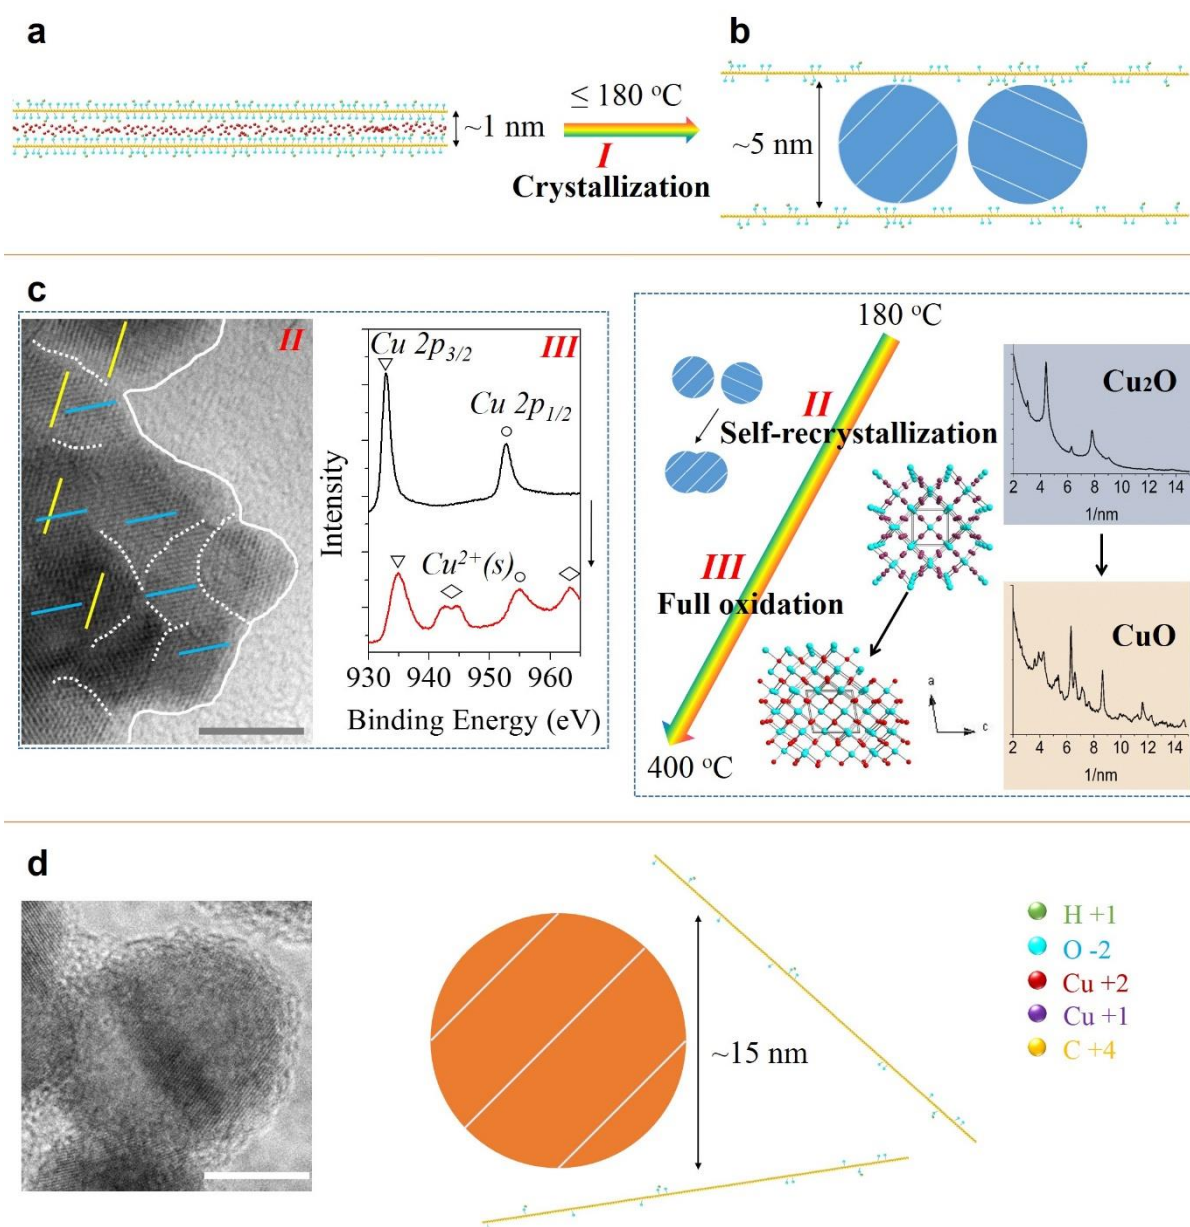 a
~1 nm
≤ 180 °C
I
Crystallization
b
~5 nm
c
II
III
Cu 2p3/2
Cu 2p1/2
Cu2+(s)
Intensity
930 940 950 960
Binding Energy (eV)
180 °C
II
Self-recrystallization
III
Full oxidation
400 °C
a
c
Cu2O
2 4 6 8 10 12 14
1/nm
CuO
2 4 6 8 10 12 14
1/nm
d
~15 nm
H +1
O -2
Cu +2
Cu +1
C +4